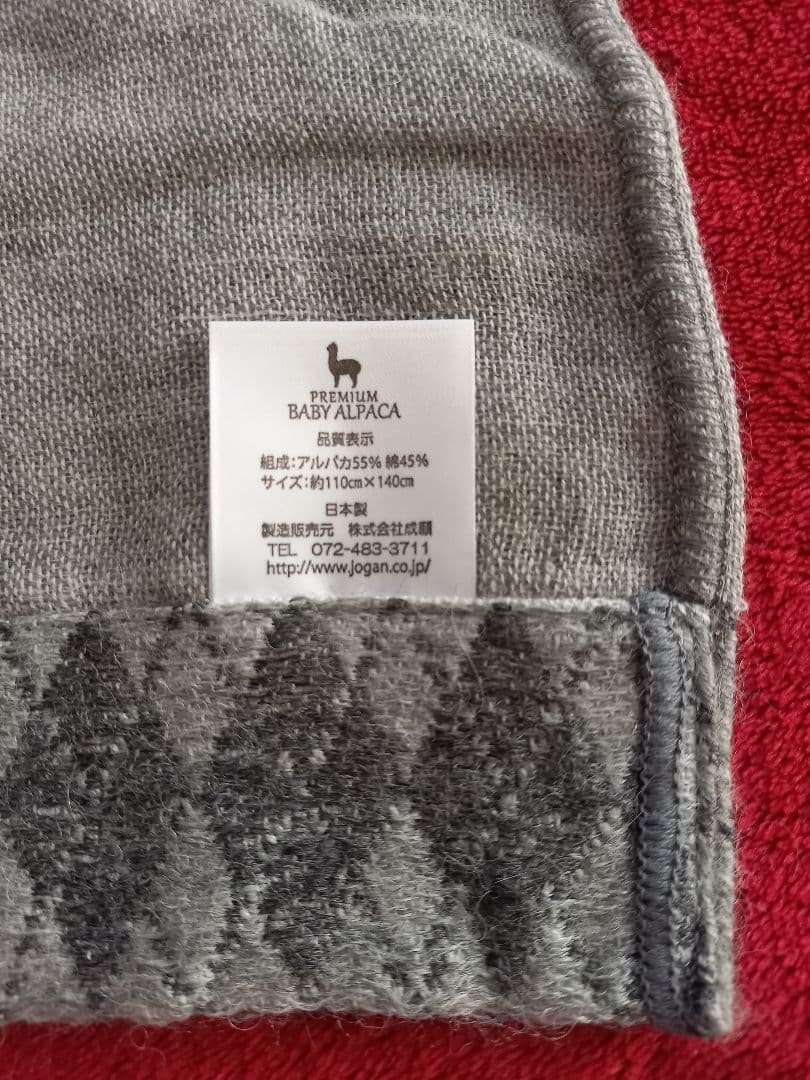 PREMIUM
BABY ALPACA
品質表示
組成:アルパカ55% 綿45%
サイズ:約110㎝×140㎝
日本製
製造販売元 株式会社成願
TEL 072-483-3711
http://www.jogan.co.jp/